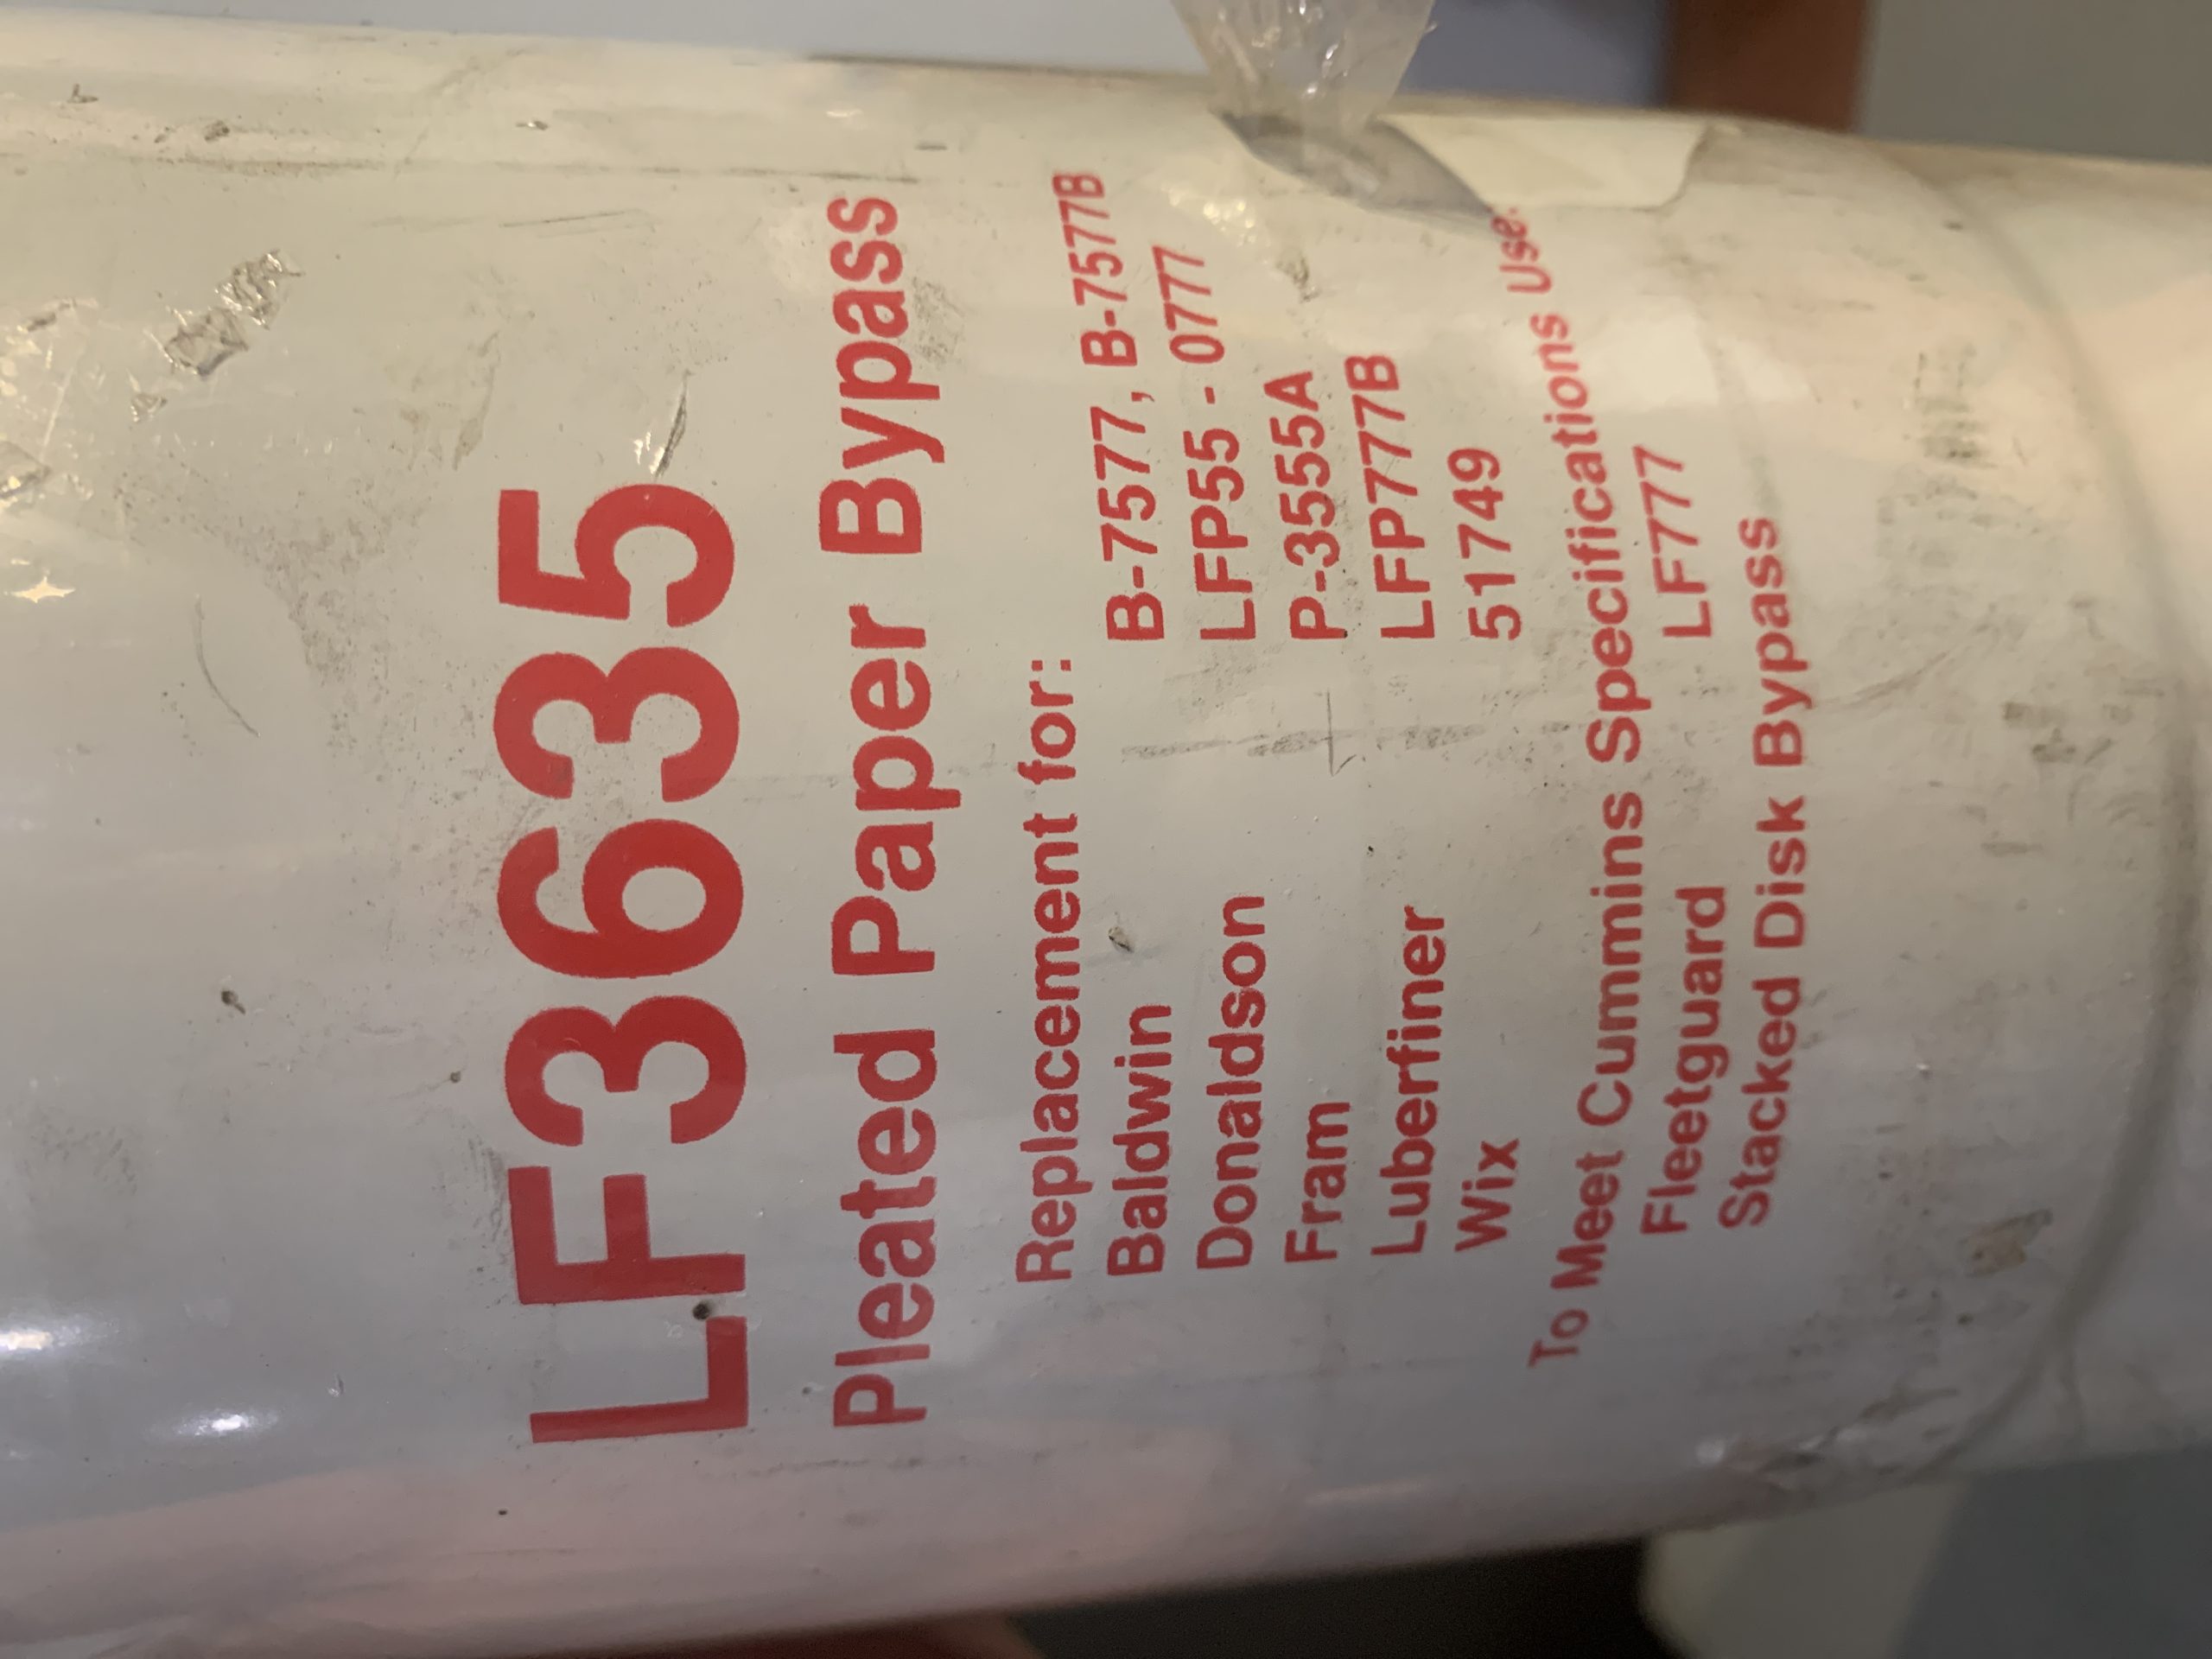 LF3635
Pleated Paper Bypass
Replacement for:
Baldwin B-7577, B-7577B
Donaldson LFP55 - 0777
Fram P-3555A
Luberfiner LFP777B
Wix 51749
To Meet Cummins Specifications Use:
Fleetguard LF777
Stacked Disk Bypass